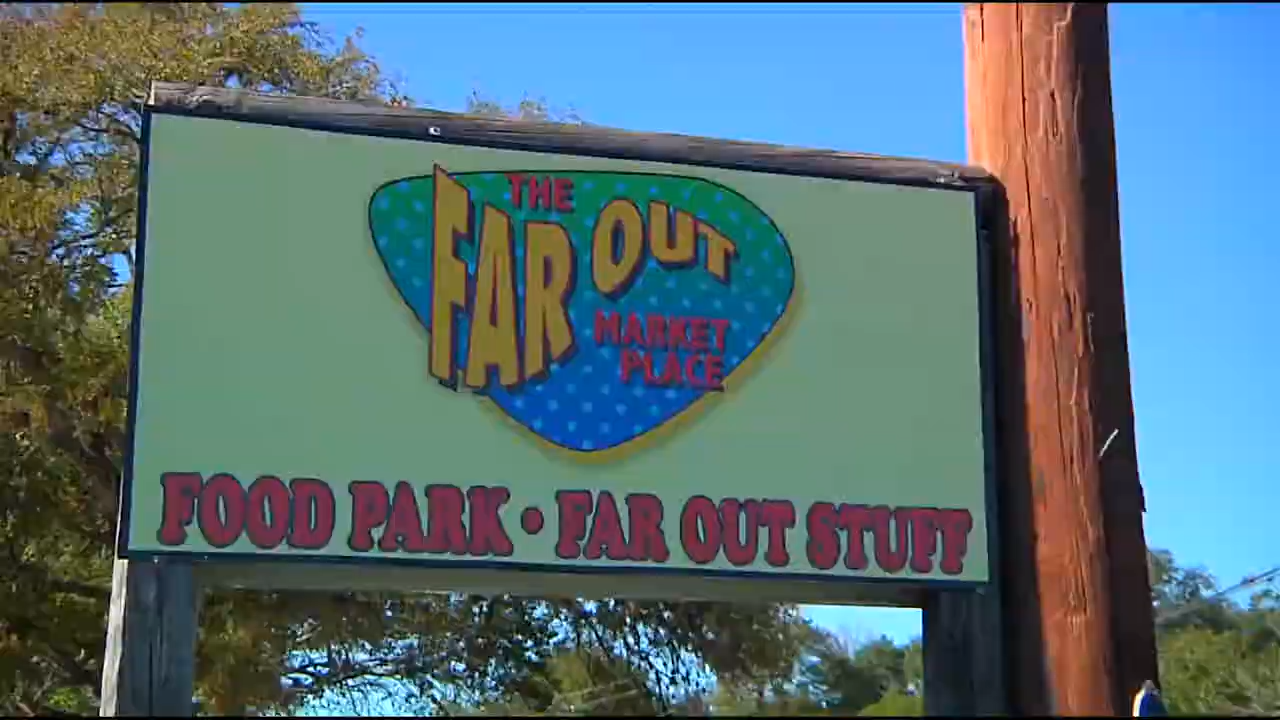 THE
FAR OUT
MARKET
PLACE
FOOD PARK • FAR OUT STUFF